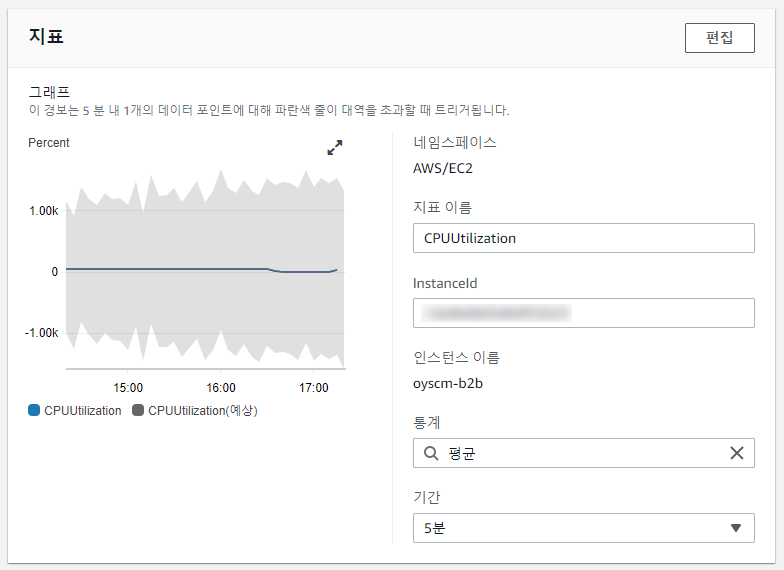 지표
편집
그래프
이 경보는 5 분 내 1개의 데이터 포인트에 대해 파란색 줄이 대역을 초과할 때 트리거됩니다.
Percent
1.00k
0
-1.00k
15:00
16:00
17:00
CPUUtilization
CPUUtilization(예상)
네임스페이스
AWS/EC2
지표 이름
CPUUtilization
InstanceId
인스턴스 이름
oyscm-b2b
통계
평균
기간
5분